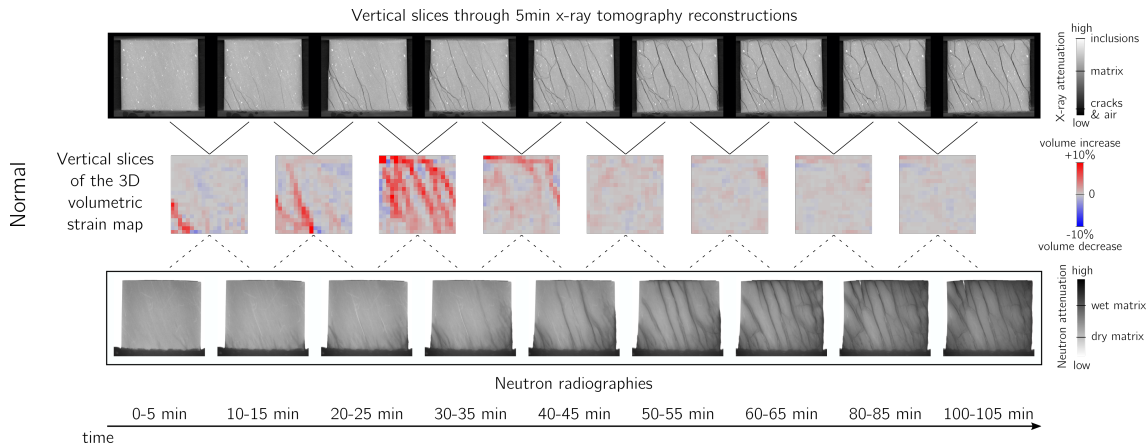 Vertical slices through 5min x-ray tomography reconstructions
X-ray attenuation
high
inclusions
matrix
cracks
& air
low
Normal
Vertical slices
of the 3D
volumetric
strain map
volume increase
+10%
0
-10%
volume decrease
Neutron attenuation
high
wet matrix
dry matrix
low
Neutron radiographies
0-5 min 10-15 min 20-25 min 30-35 min 40-45 min 50-55 min 60-65 min 80-85 min 100-105 min
time